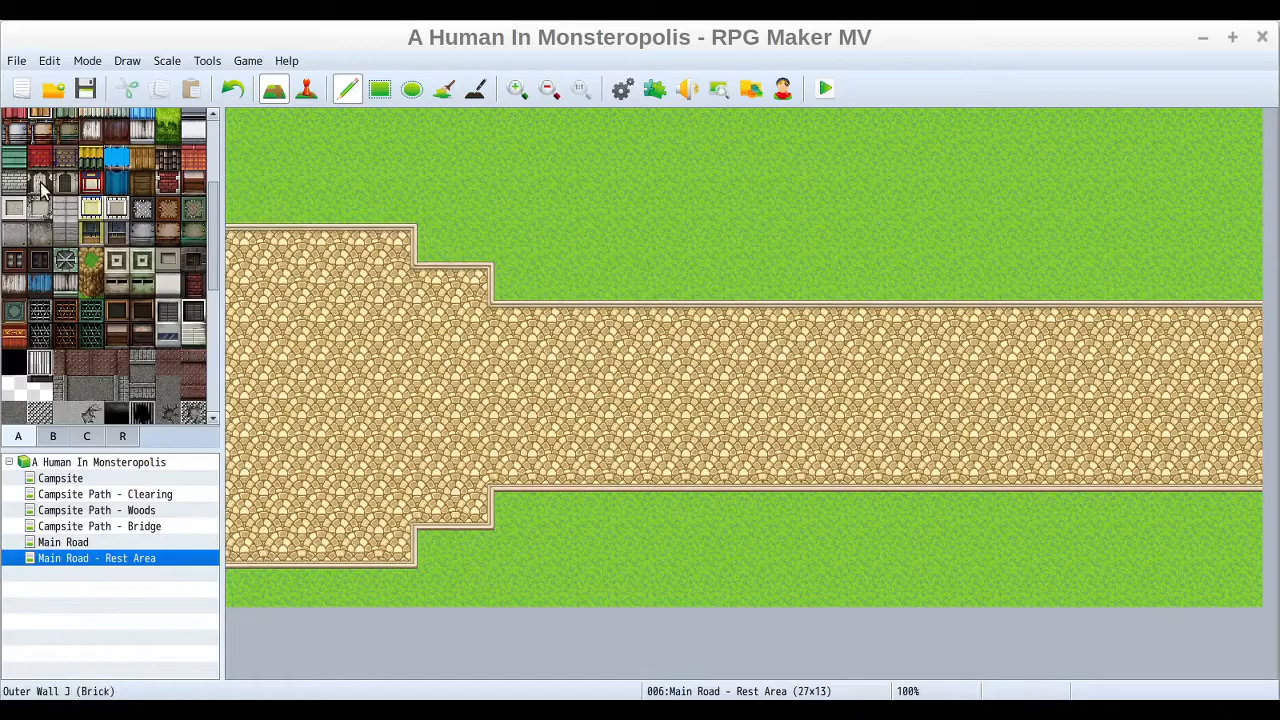 A Human In Monsteropolis - RPG Maker MV
File Edit Mode Draw Scale Tools Game Help
1:1
A B C R
A Human In Monsteropolis
Campsite
Campsite Path - Clearing
Campsite Path - Woods
Campsite Path - Bridge
Main Road
Main Road - Rest Area
Outer Wall J (Brick) 006:Main Road - Rest Area (27x13) 100%